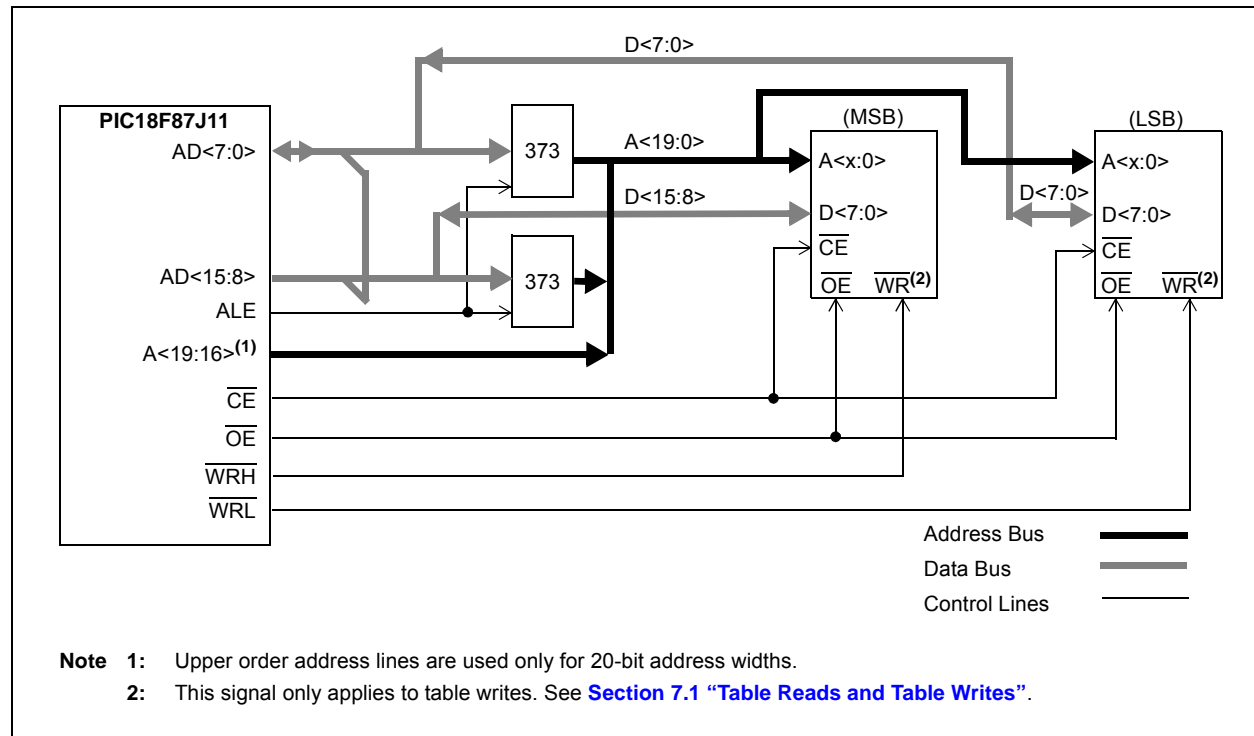 D<7:0>
PIC18F87J11
AD<7:0>
373
A<19:0>
(MSB)
A<x:0>
(LSB)
A<x:0>
D<15:8>
D<7:0>
D<7:0>
D<7:0>
CE
CE
AD<15:8>
373
OE WR(2)
OE WR(2)
ALE
A<19:16>(1)
CE
OE
WRH
WRL
Address Bus
Data Bus
Control Lines
Note 1: Upper order address lines are used only for 20-bit address widths.
2: This signal only applies to table writes. See Section 7.1 “Table Reads and Table Writes”.